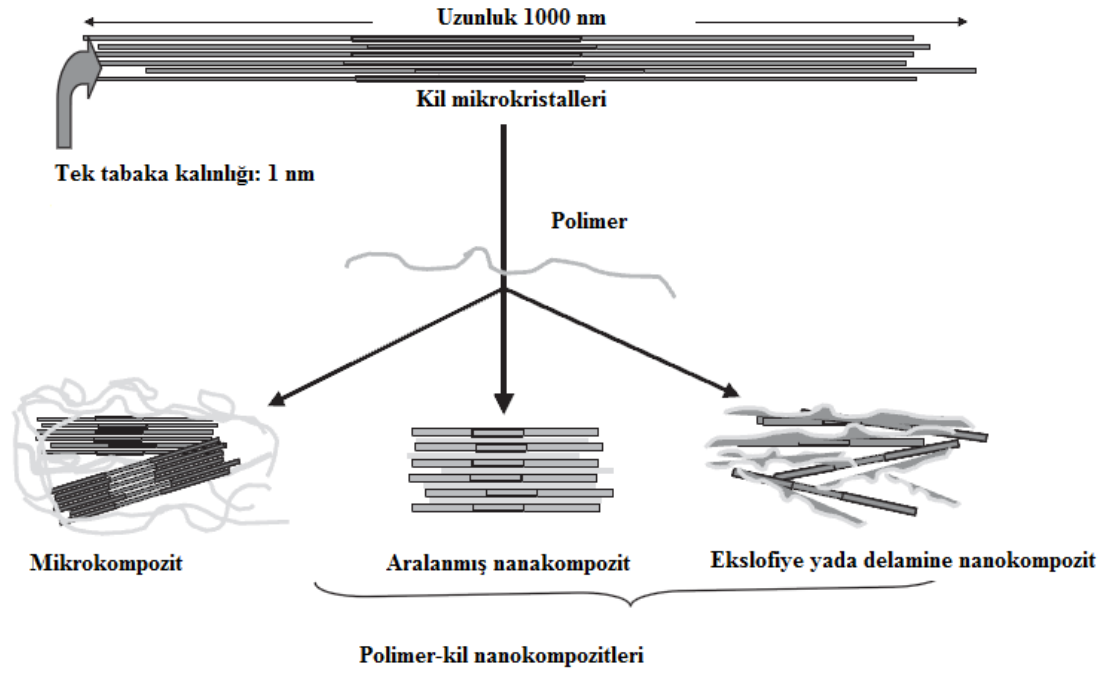 Uzunluk 1000 nm
Kil mikrokristalleri
Tek tabaka kalınlığı: 1 nm
Polimer
Mikrokompozit
Aralanmış nanakompozit
Ekslofiye yada delamine nanokompozit
Polimer-kil nanokompozitleri